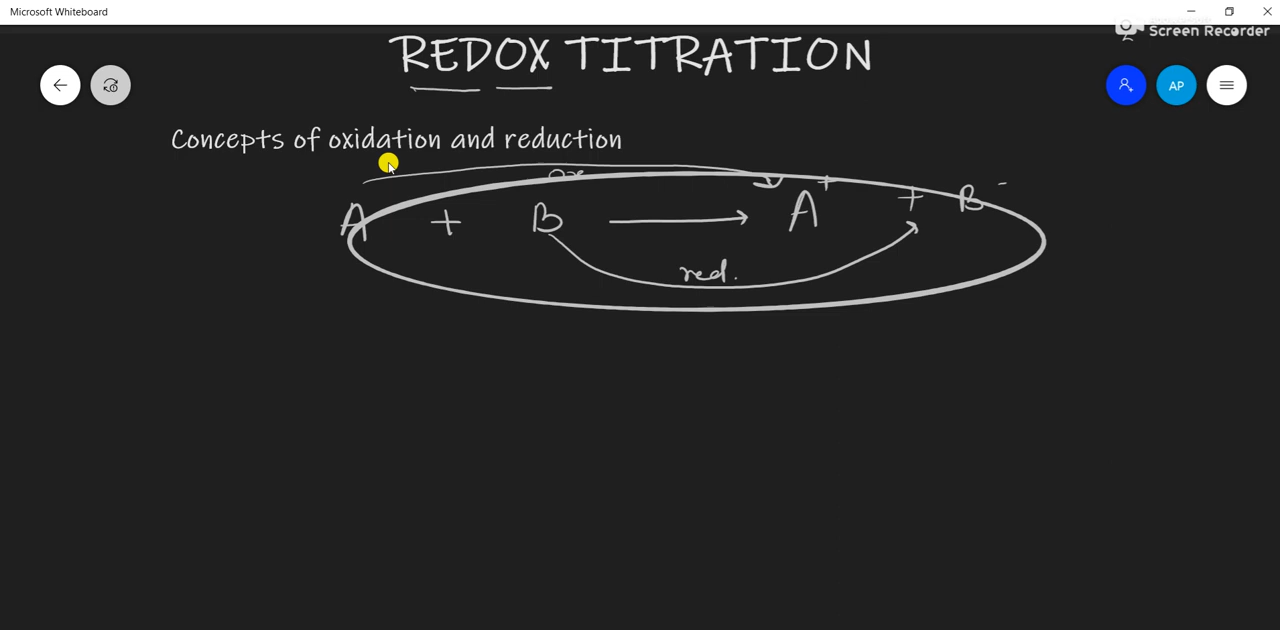 Microsoft Whiteboard
Screen Recorder
REDOX TITRATION
AP
Concepts of oxidation and reduction
ox
A + B → A⁺ + B⁻
red.